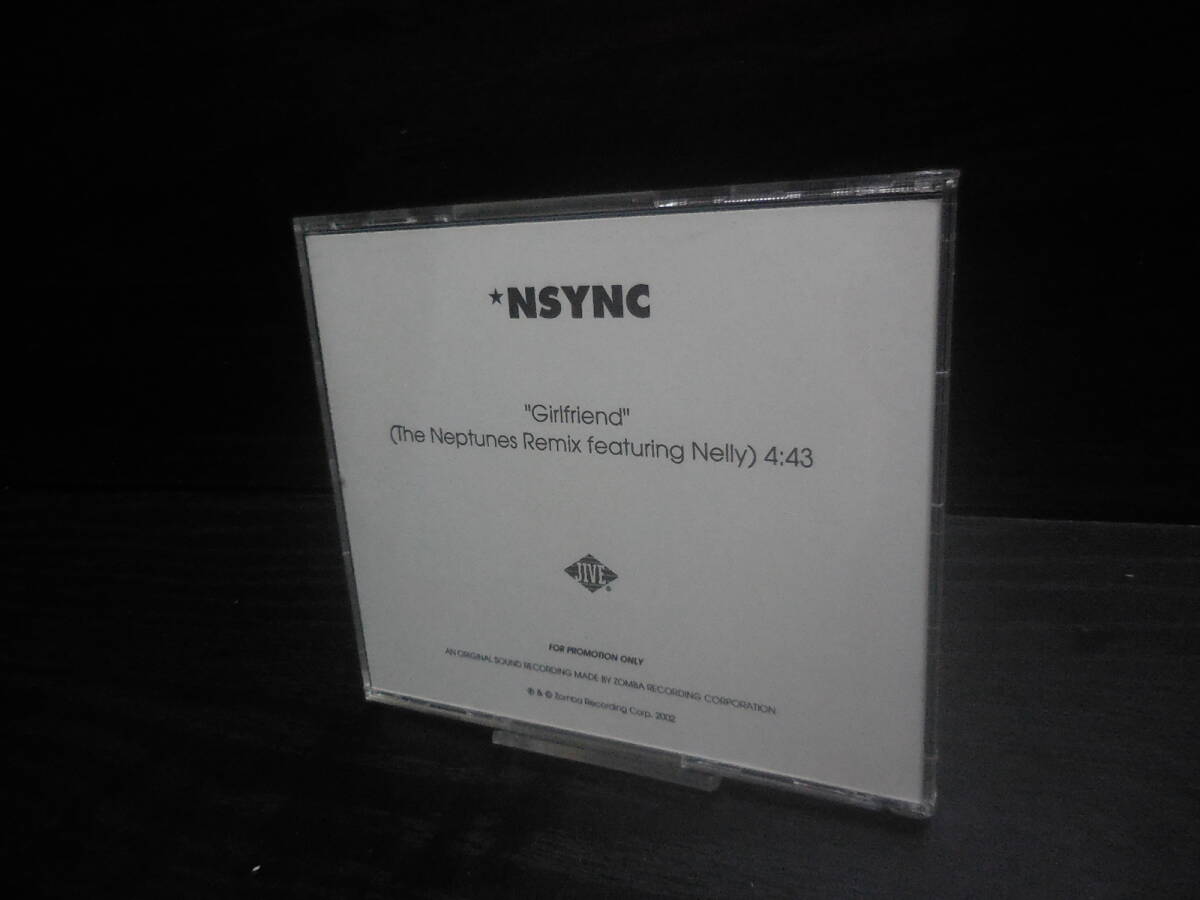 *NSYNC
"Girlfriend"
(The Neptunes Remix featuring Nelly) 4:43
JIVE
FOR PROMOTION ONLY
AN ORIGINAL SOUND RECORDING MADE BY ZOMBA RECORDING CORPORATION
℗ & © Zomba Recording Corp. 2002